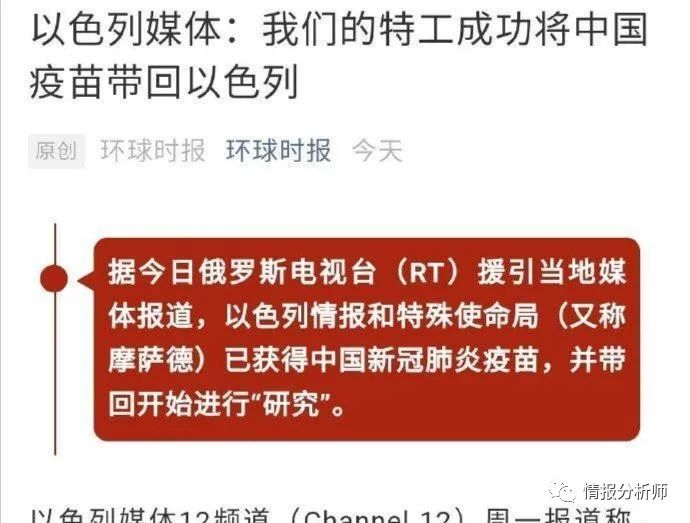 以色列媒体：我们的特工成功将中国
疫苗带回以色列
原创 环球时报 环球时报 今天
据今日俄罗斯电视台（RT）援引当地媒
体报道，以色列情报和特殊使命局（又称
摩萨德）已获得中国新冠肺炎疫苗，并带
回开始进行“研究”。
以色列媒体12频道（Channel 12）周一报道称，
情报分析师